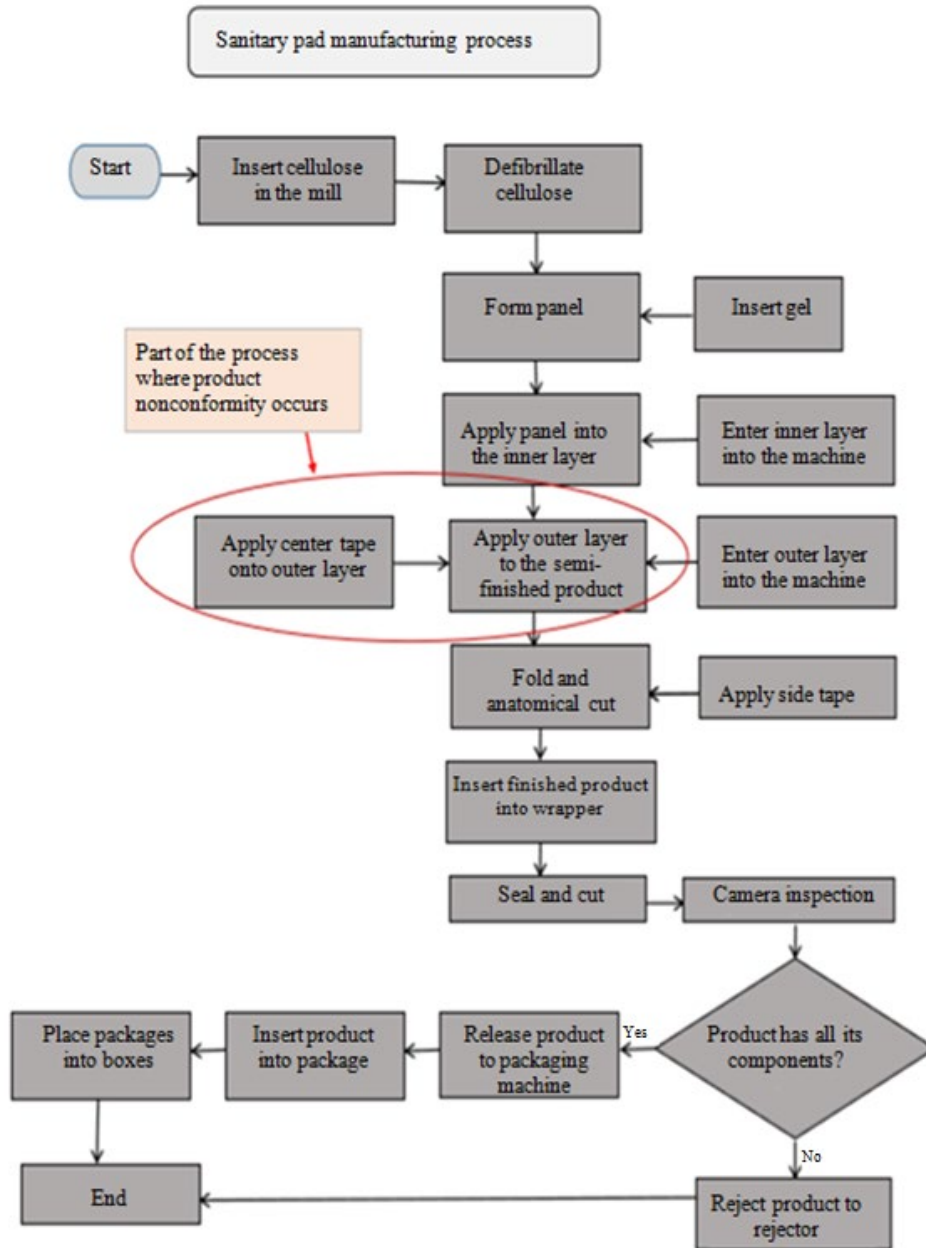 Sanitary pad manufacturing process
Start
Insert cellulose
in the mill
Defibrillate
cellulose
Form panel
Insert gel
Part of the process
where product
nonconformity occurs
Apply panel into
the inner layer
Enter inner layer
into the machine
Apply center tape
onto outer layer
Apply outer layer
to the semi-
finished product
Enter outer layer
into the machine
Fold and
anatomical cut
Apply side tape
Insert finished product
into wrapper
Seal and cut
Camera inspection
Product has all its
components?
Yes
Release product
to packaging
machine
Insert product
into package
Place packages
into boxes
No
Reject product to
rejector
End